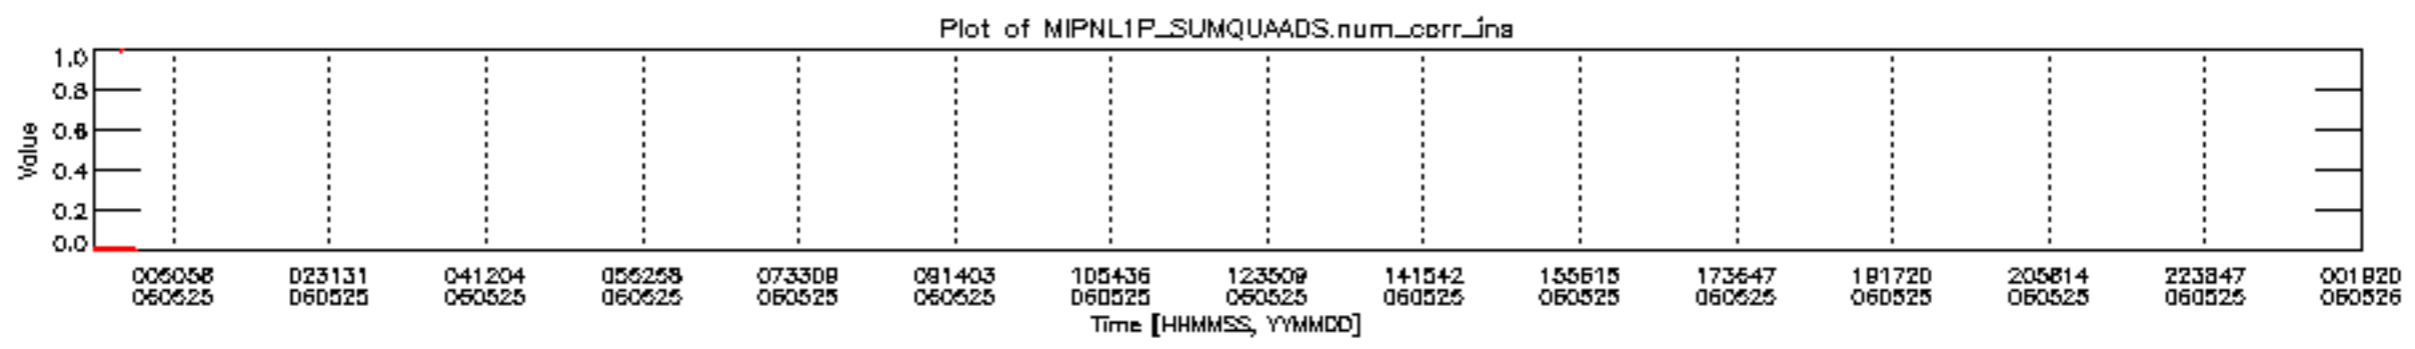 Plot of MIPNL1P_SUMQUAADS.num_corr_ins
1.0
0.8
0.6
0.4
0.2
0.0
Value
005058 023131 041204 055258 073309 091403 105436 123509 141542 155615 173647 191720 205814 223847 001920
060525 060525 060525 060525 060525 060525 060525 060525 060525 060525 060525 060525 060525 060525 060526
Time [HHMMSS, YYMMDD]